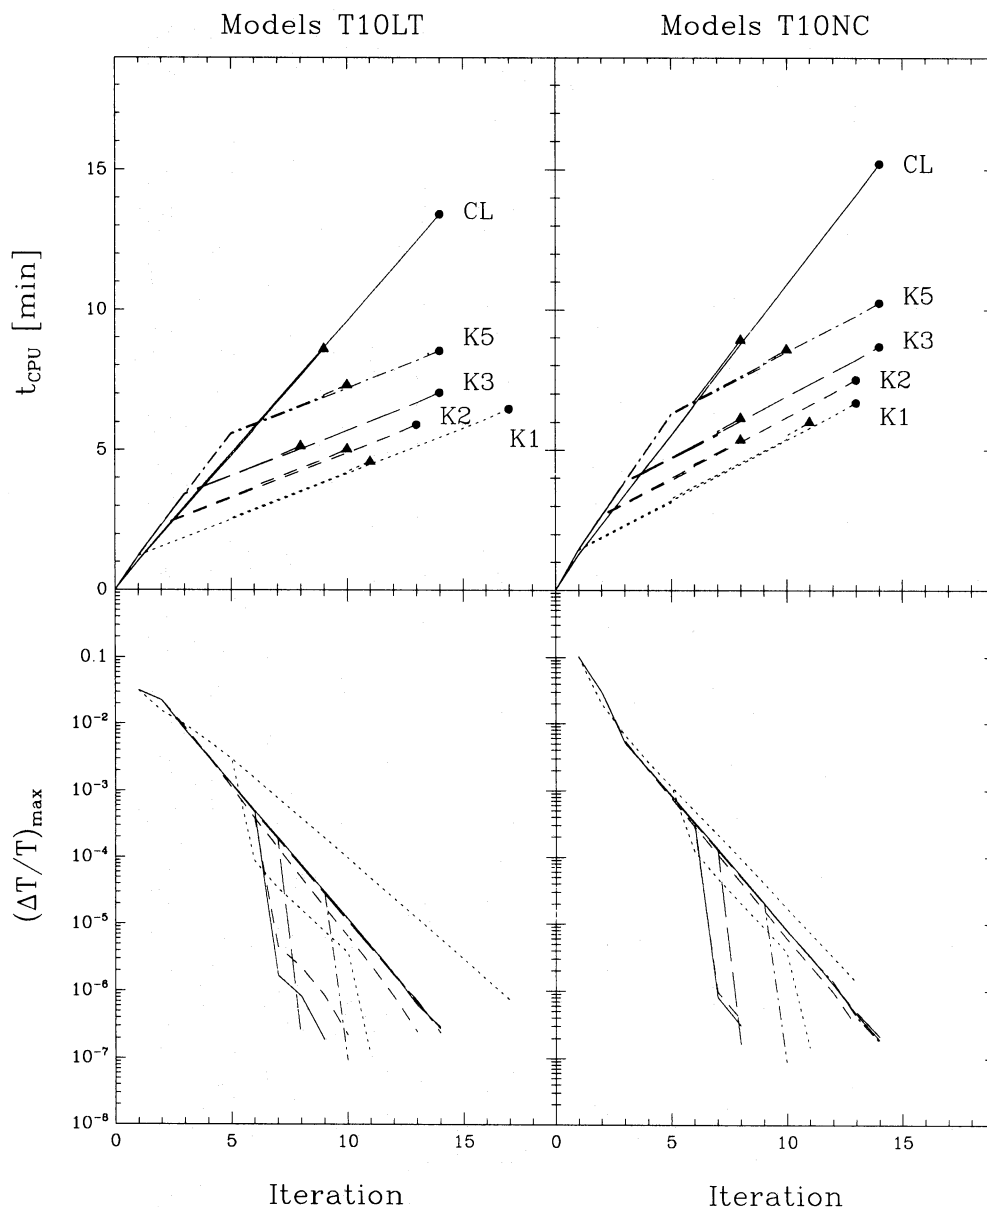 Models T10LT
Models T10NC
t_CPU [min]
15
10
5
0
CL
K5
K3
K2
K1
CL
K5
K3
K2
K1
(ΔT/T)_max
0.1
10⁻²
10⁻³
10⁻⁴
10⁻⁵
10⁻⁶
10⁻⁷
10⁻⁸
0 5 10 15
0 5 10 15
Iteration
Iteration